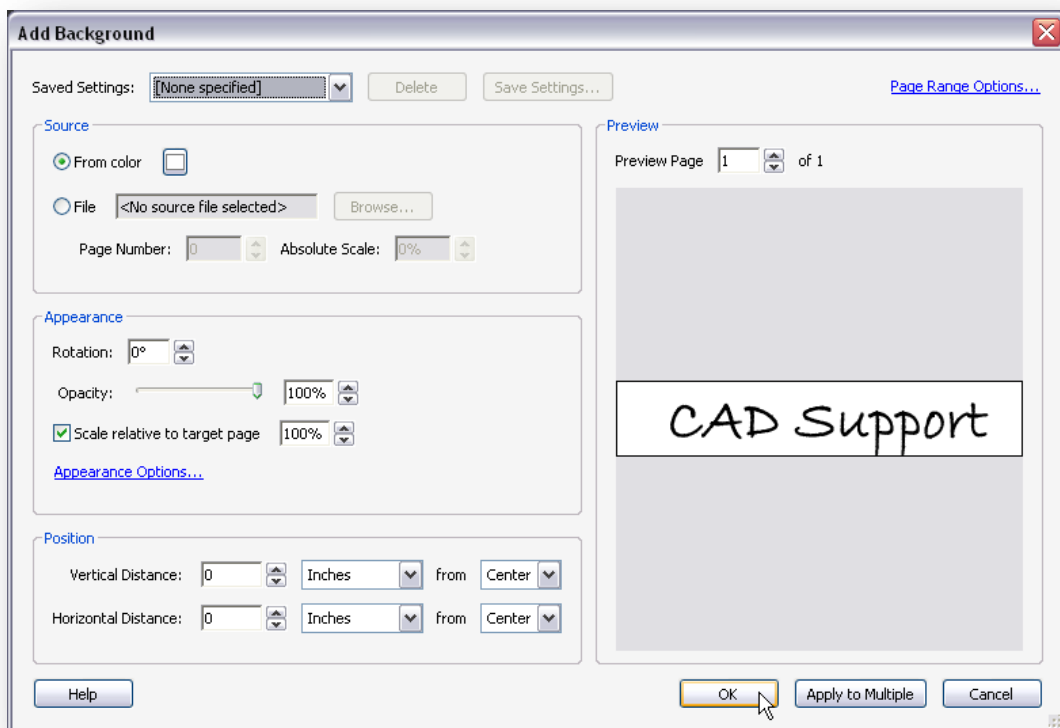 Add Background
Saved Settings: [None specified] Delete Save Settings... Page Range Options...
Source
From color
File <No source file selected> Browse...
Page Number: 0 Absolute Scale: 0%
Appearance
Rotation: 0°
Opacity: 100%
Scale relative to target page 100%
Appearance Options...
Position
Vertical Distance: 0 Inches from Center
Horizontal Distance: 0 Inches from Center
Preview
Preview Page 1 of 1
CAD Support
Help OK Apply to Multiple Cancel